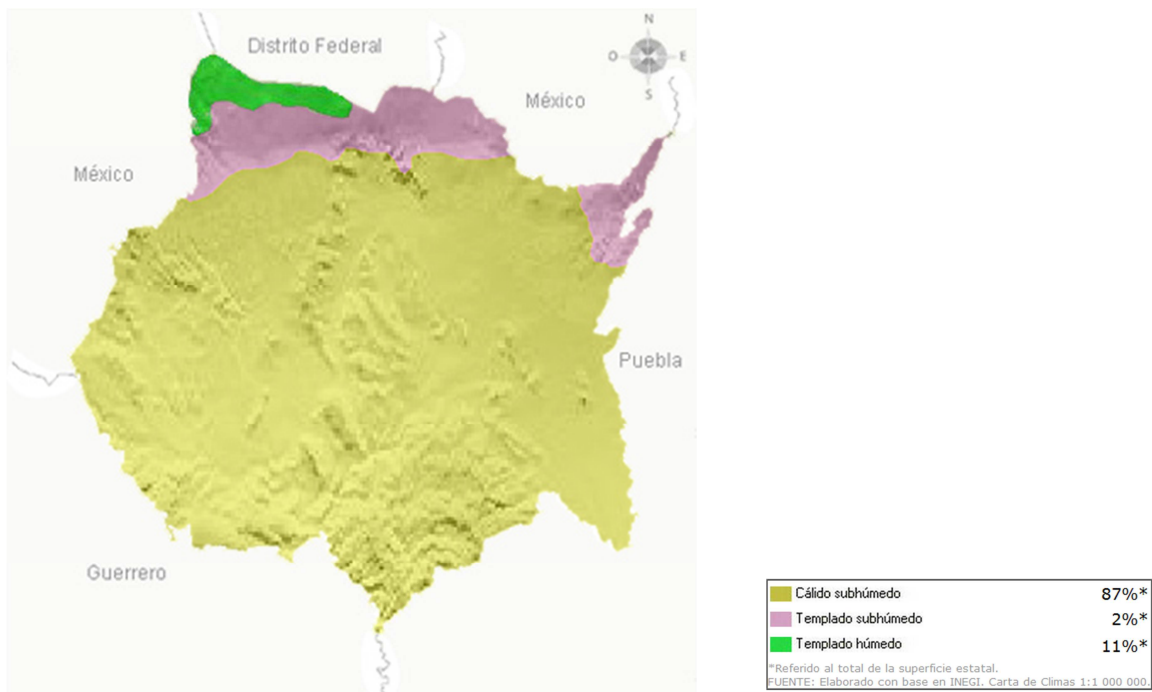 N
Distrito Federal
O
E
S
México
México
Puebla
Guerrero
Cálido subhúmedo 87%*
Templado subhúmedo 2%*
Templado húmedo 11%*
*Referido al total de la superficie estatal.
FUENTE: Elaborado con base en INEGI. Carta de Climas 1:1 000 000.